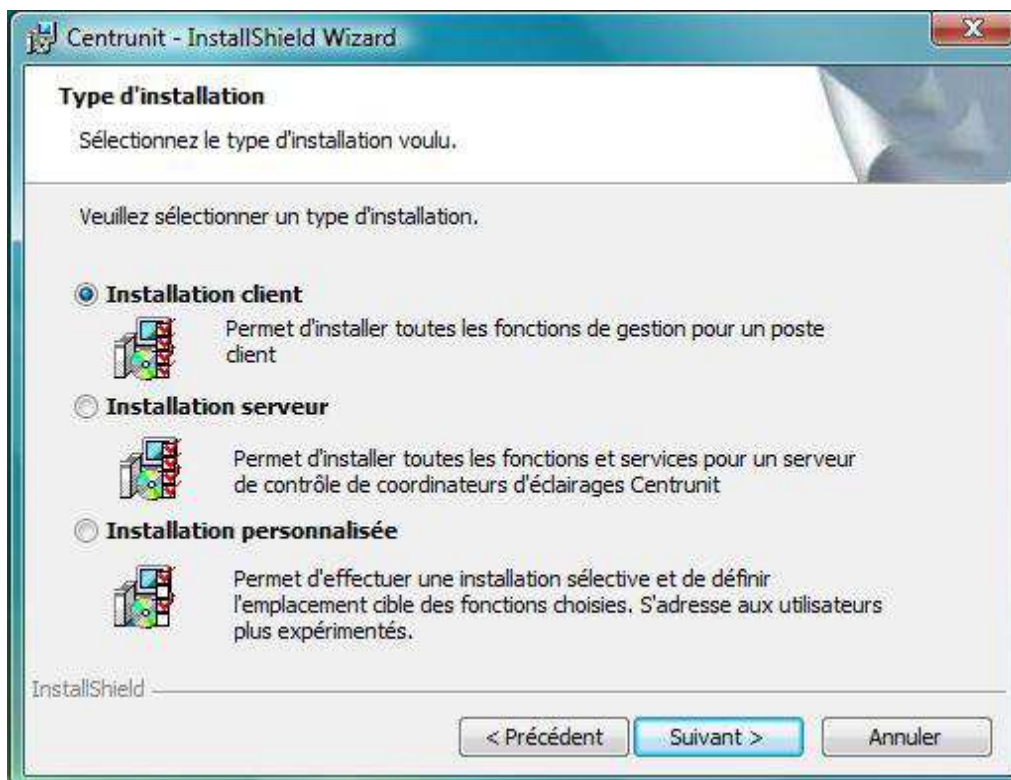 Centrunit - InstallShield Wizard
Type d'installation
Sélectionnez le type d'installation voulu.
Veuillez sélectionner un type d'installation.
Installation client
Permet d'installer toutes les fonctions de gestion pour un poste
client
Installation serveur
Permet d'installer toutes les fonctions et services pour un serveur
de contrôle de coordinateurs d'éclairages Centrunit
Installation personnalisée
Permet d'effectuer une installation sélective et de définir
l'emplacement cible des fonctions choisies. S'adresse aux utilisateurs
plus expérimentés.
InstallShield
< Précédent Suivant > Annuler